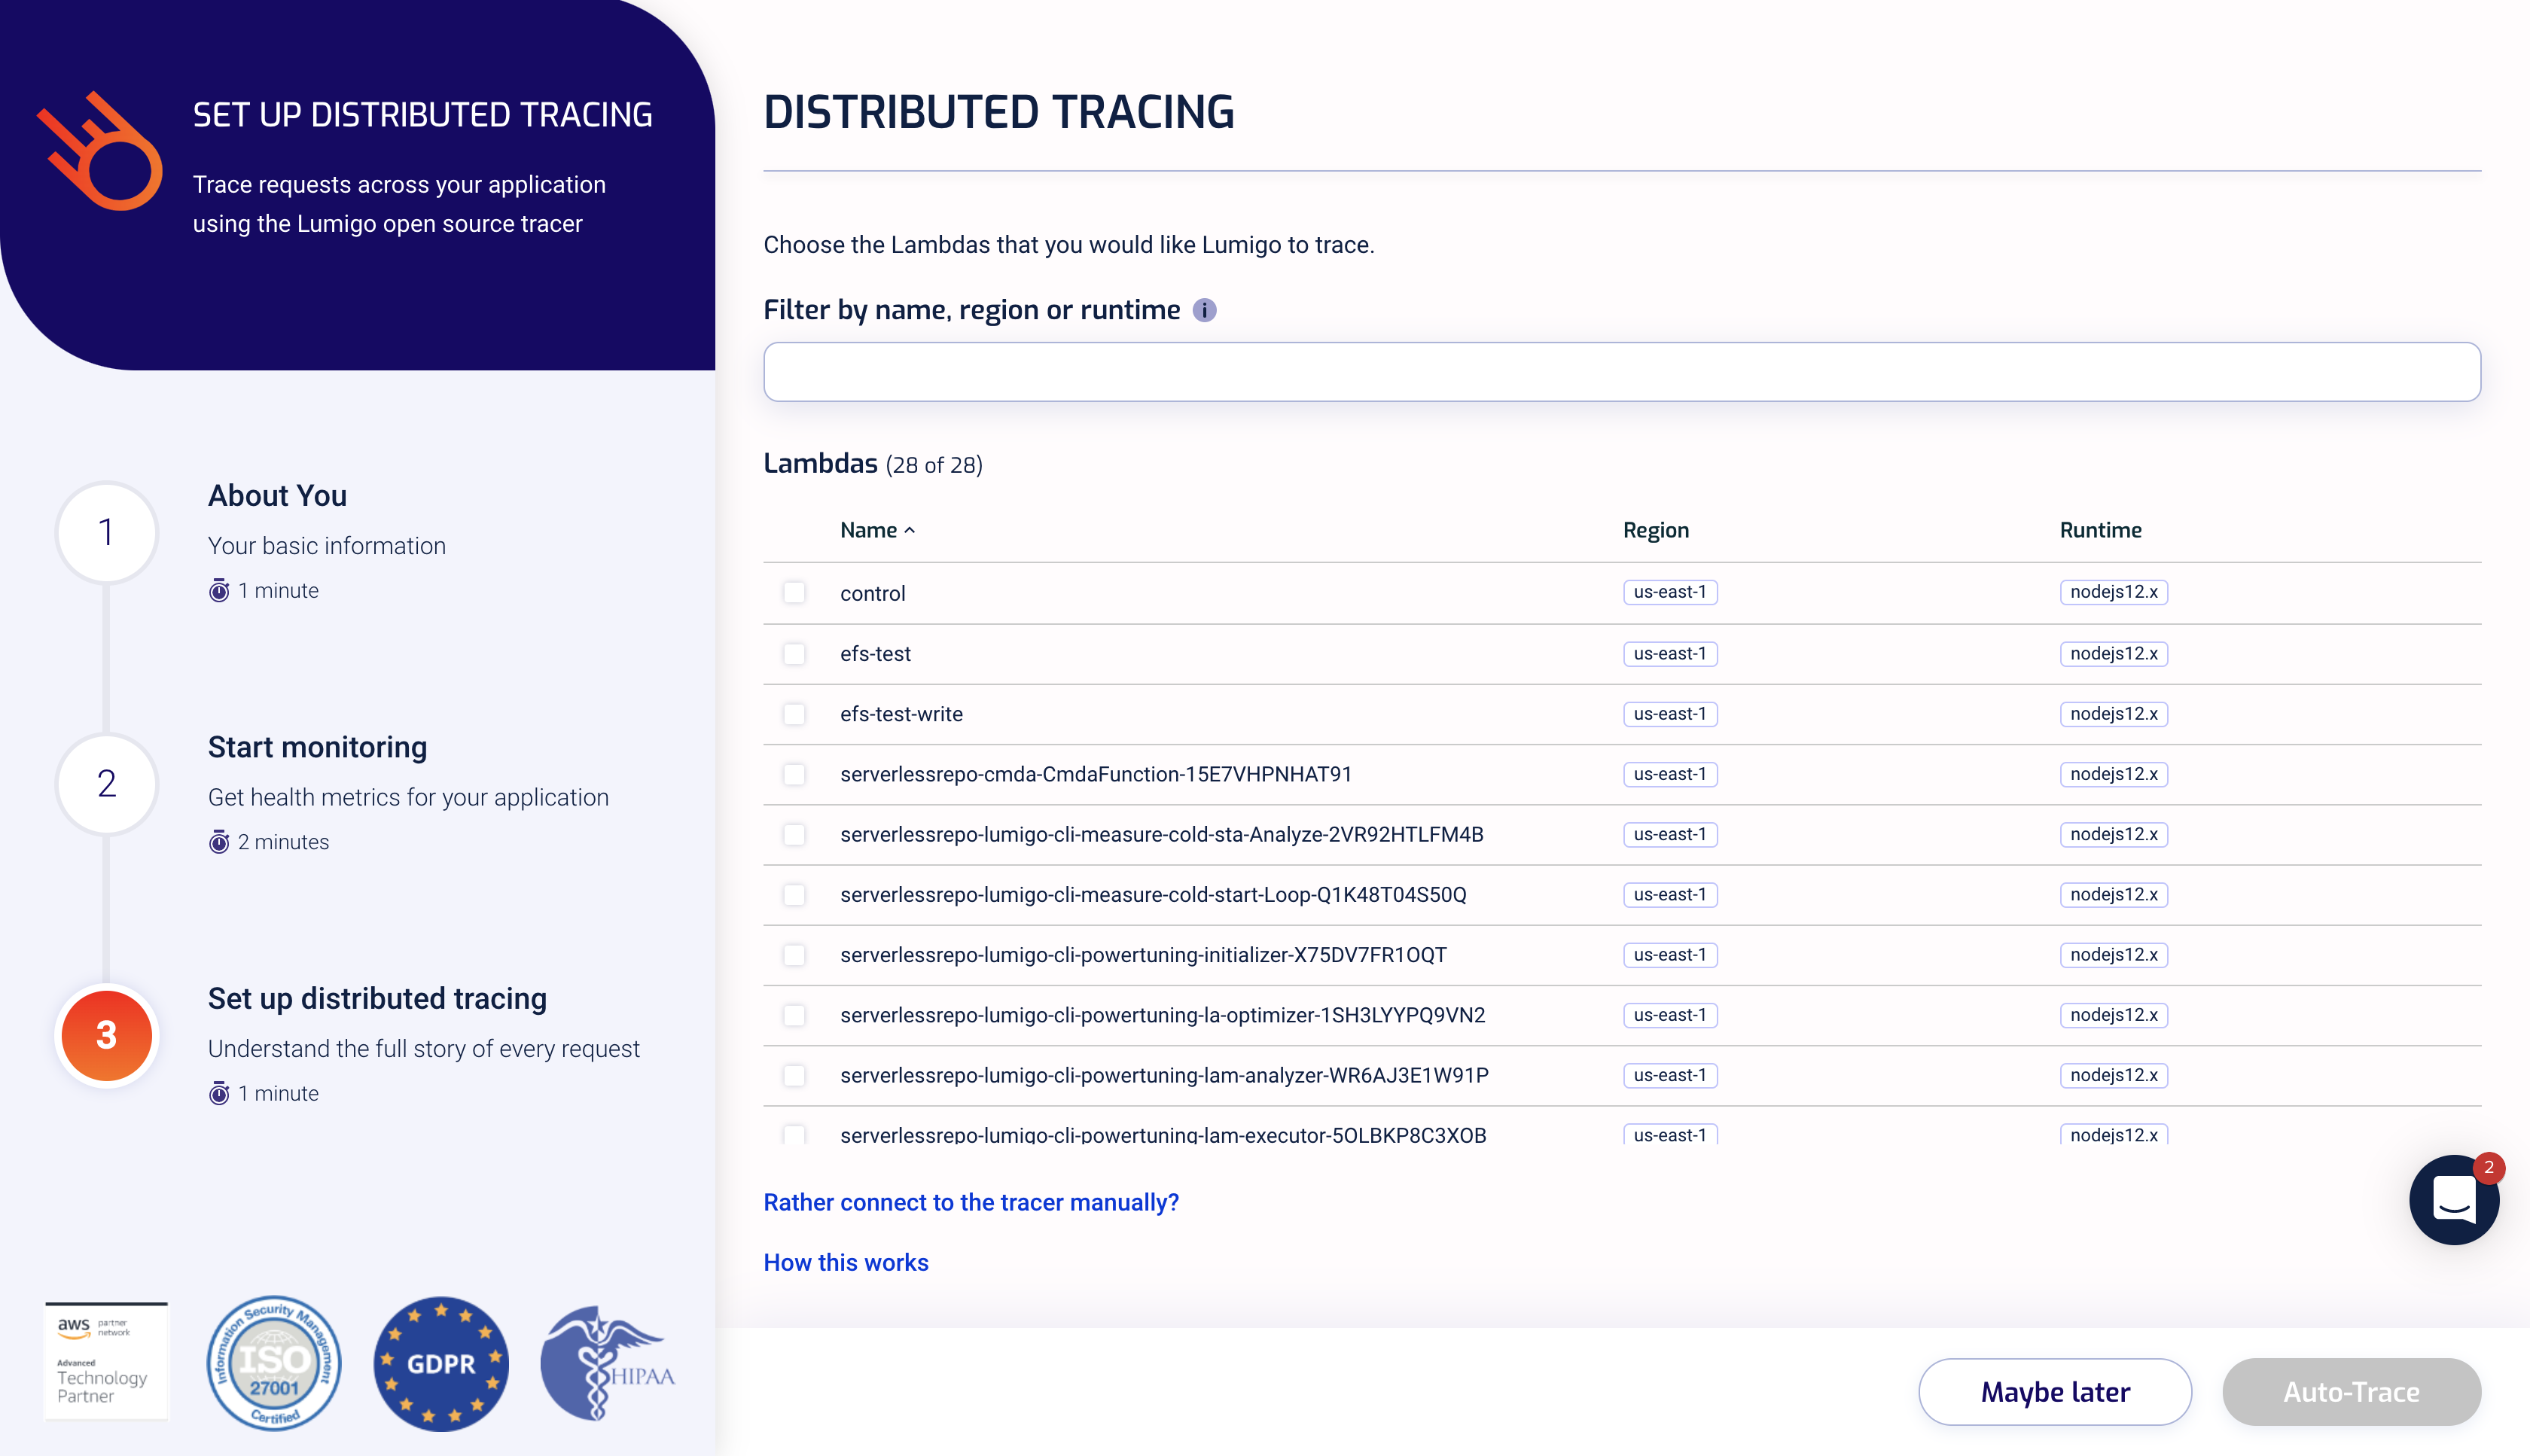 SET UP DISTRIBUTED TRACING
Trace requests across your application
using the Lumigo open source tracer
1
About You
Your basic information
1 minute
2
Start monitoring
Get health metrics for your application
2 minutes
3
Set up distributed tracing
Understand the full story of every request
1 minute
aws partner network
Advanced
Technology
Partner
Information Security Management
ISO
27001
Certified
GDPR
HIPAA
DISTRIBUTED TRACING
Choose the Lambdas that you would like Lumigo to trace.
Filter by name, region or runtime i
Lambdas (28 of 28)
Name Region Runtime
control us-east-1 nodejs12.x
efs-test us-east-1 nodejs12.x
efs-test-write us-east-1 nodejs12.x
serverlessrepo-cmda-CmdaFunction-15E7VHPNHAT91 us-east-1 nodejs12.x
serverlessrepo-lumigo-cli-measure-cold-sta-Analyze-2VR92HTLFM4B us-east-1 nodejs12.x
serverlessrepo-lumigo-cli-measure-cold-start-Loop-Q1K48T04S50Q us-east-1 nodejs12.x
serverlessrepo-lumigo-cli-powertuning-initializer-X75DV7FR1OQT us-east-1 nodejs12.x
serverlessrepo-lumigo-cli-powertuning-la-optimizer-1SH3LYYPQ9VN2 us-east-1 nodejs12.x
serverlessrepo-lumigo-cli-powertuning-lam-analyzer-WR6AJ3E1W91P us-east-1 nodejs12.x
serverlessrepo-lumigo-cli-powertuning-lam-executor-5OLBKP8C3XOB us-east-1 nodejs12.x
Rather connect to the tracer manually?
2
How this works
Maybe later
Auto-Trace